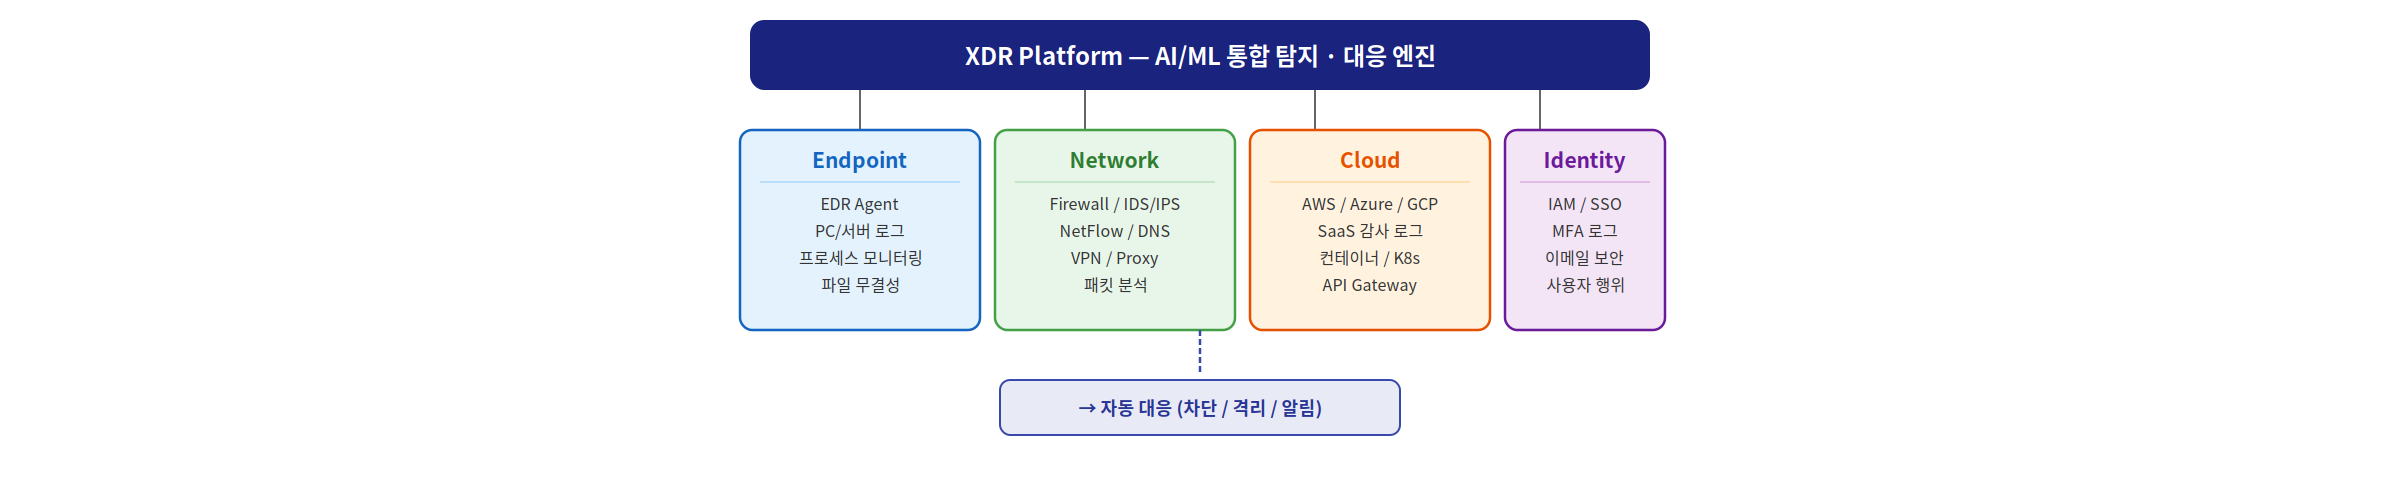 XDR Platform — AI/ML 통합 탐지 · 대응 엔진
Endpoint
EDR Agent
PC/서버 로그
프로세스 모니터링
파일 무결성
Network
Firewall / IDS/IPS
NetFlow / DNS
VPN / Proxy
패킷 분석
Cloud
AWS / Azure / GCP
SaaS 감사 로그
컨테이너 / K8s
API Gateway
Identity
IAM / SSO
MFA 로그
이메일 보안
사용자 행위
→ 자동 대응 (차단 / 격리 / 알림)